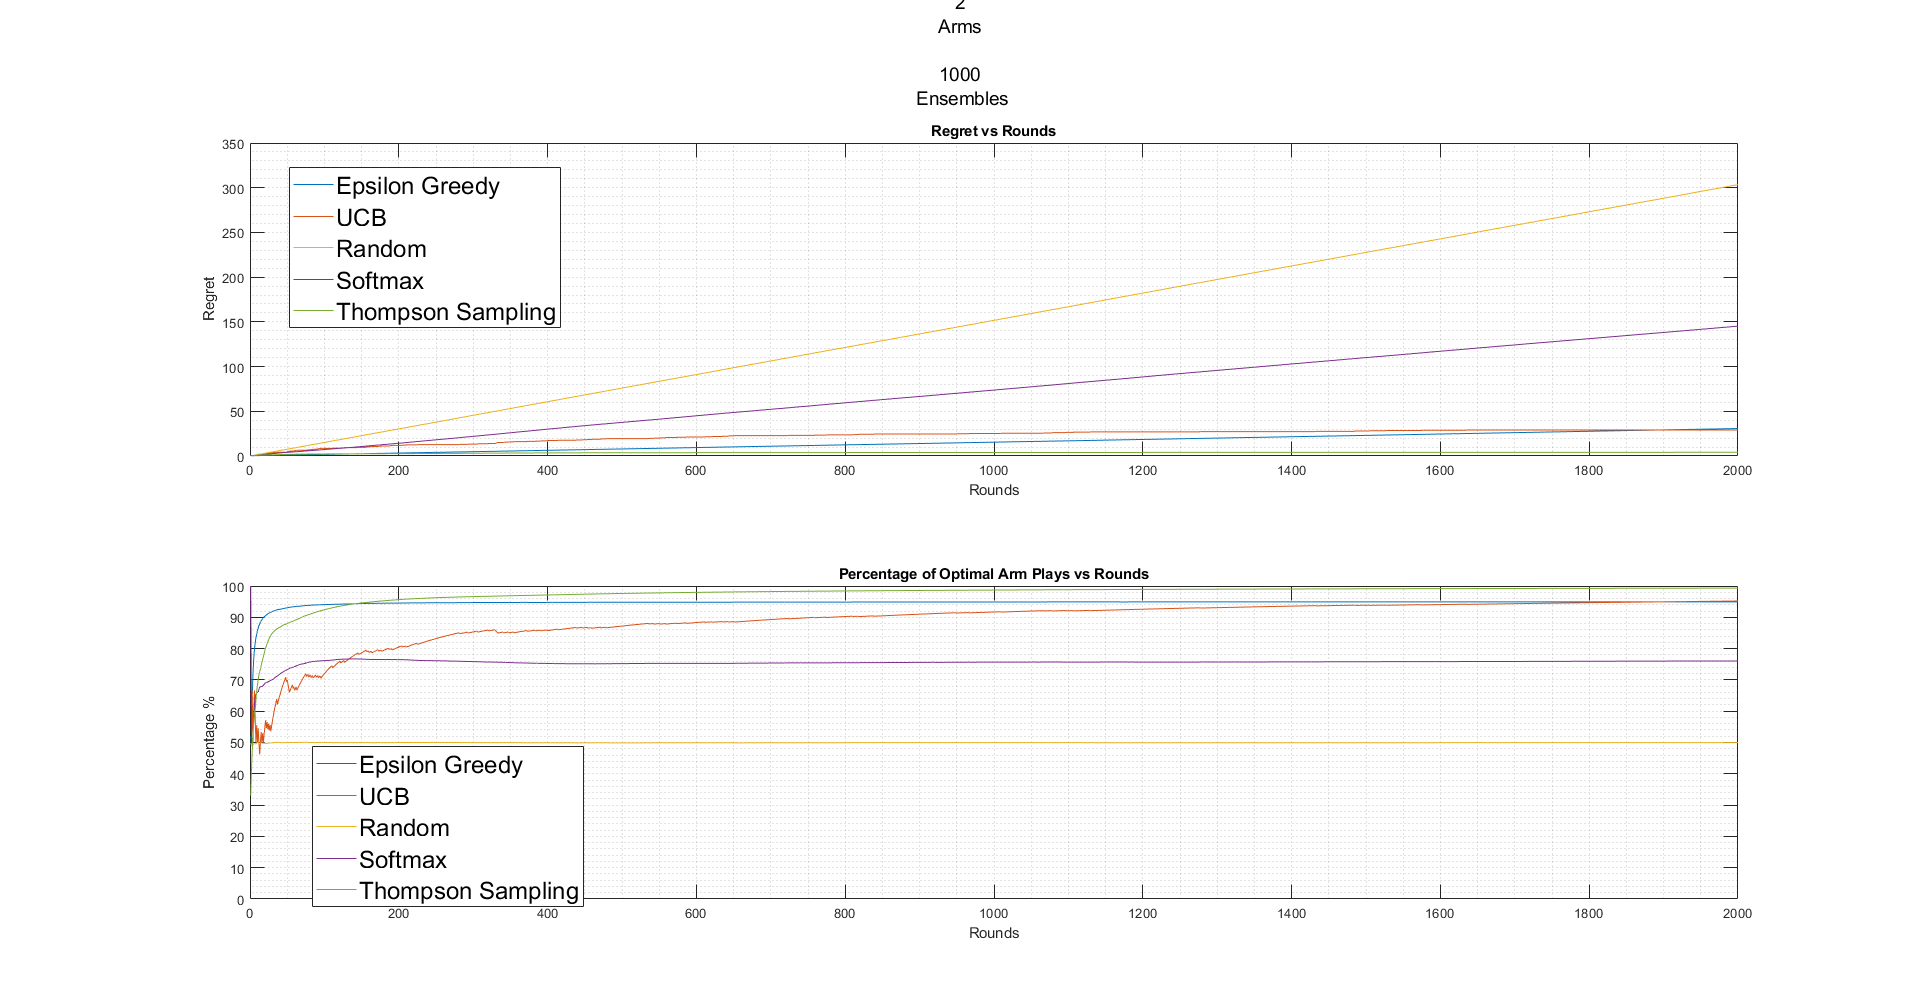 2
Arms
1000
Ensembles
Regret vs Rounds
350
300
250
200
150
100
50
0
Regret
Epsilon Greedy
UCB
Random
Softmax
Thompson Sampling
0 200 400 600 800 1000 1200 1400 1600 1800 2000
Rounds
Percentage of Optimal Arm Plays vs Rounds
100
90
80
70
60
50
40
30
20
10
0
Percentage %
Epsilon Greedy
UCB
Random
Softmax
Thompson Sampling
0 200 400 600 800 1000 1200 1400 1600 1800 2000
Rounds